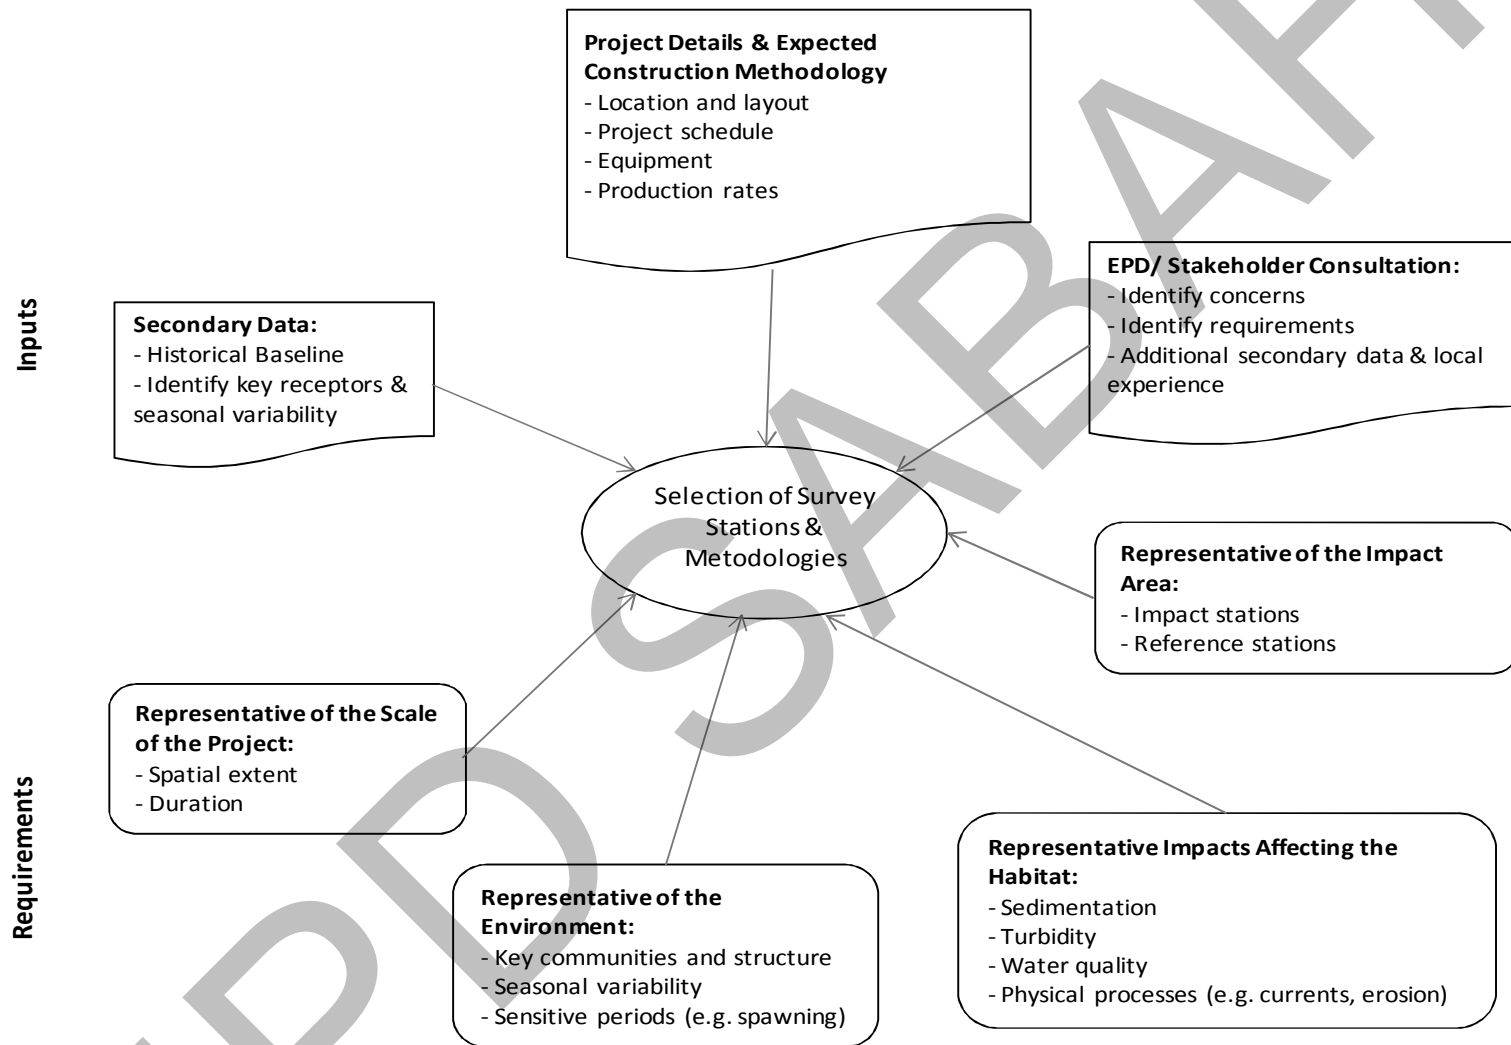 Project Details & Expected
Construction Methodology
- Location and layout
- Project schedule
- Equipment
- Production rates
Inputs
Secondary Data:
- Historical Baseline
- Identify key receptors &
seasonal variability
EPD/ Stakeholder Consultation:
- Identify concerns
- Identify requirements
- Additional secondary data & local
experience
Selection of Survey
Stations &
Metodologies
Representative of the Impact
Area:
- Impact stations
- Reference stations
Requirements
Representative of the Scale
of the Project:
- Spatial extent
- Duration
Representative of the
Environment:
- Key communities and structure
- Seasonal variability
- Sensitive periods (e.g. spawning)
Representative Impacts Affecting the
Habitat:
- Sedimentation
- Turbidity
- Water quality
- Physical processes (e.g. currents, erosion)
PD SABAH